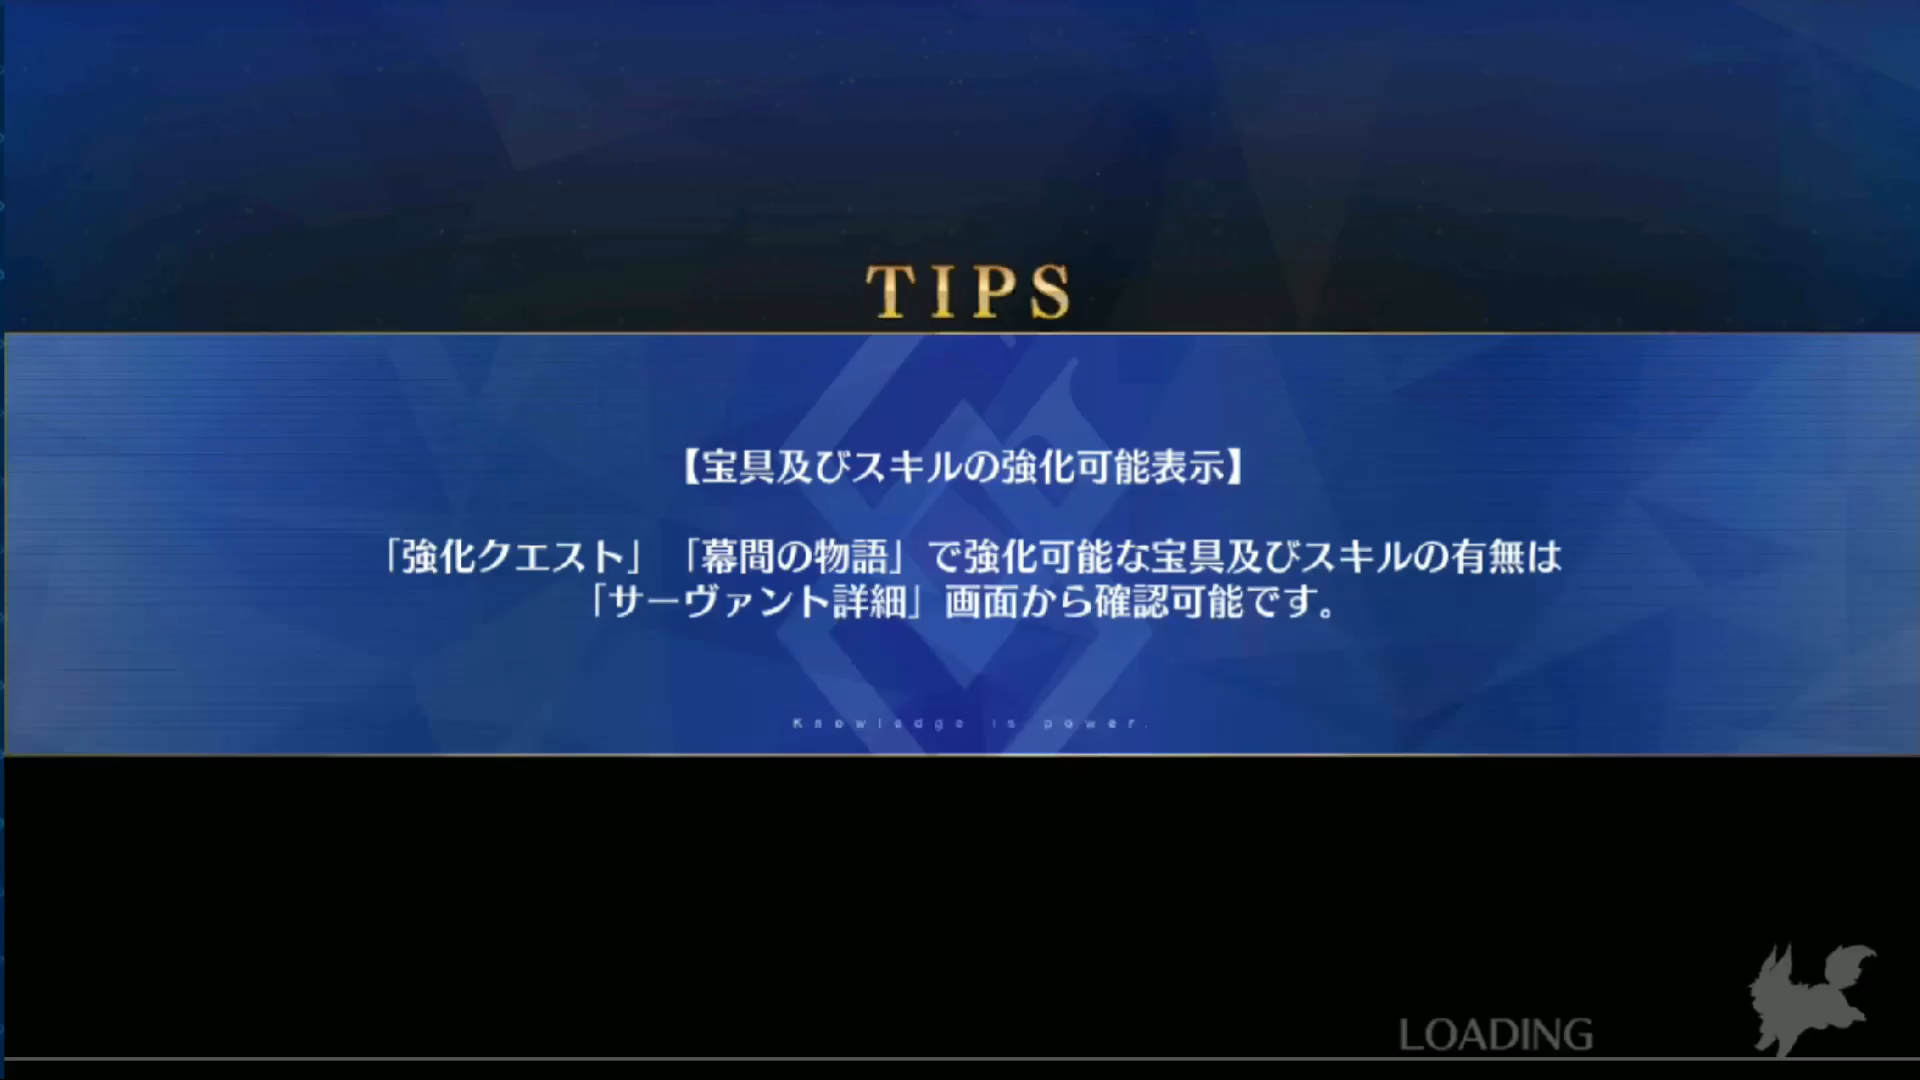 TIPS
【宝具及びスキルの強化可能表示】
「強化クエスト」「幕間の物語」で強化可能な宝具及びスキルの有無は
「サーヴァント詳細」画面から確認可能です。
Knowledge is power.
LOADING